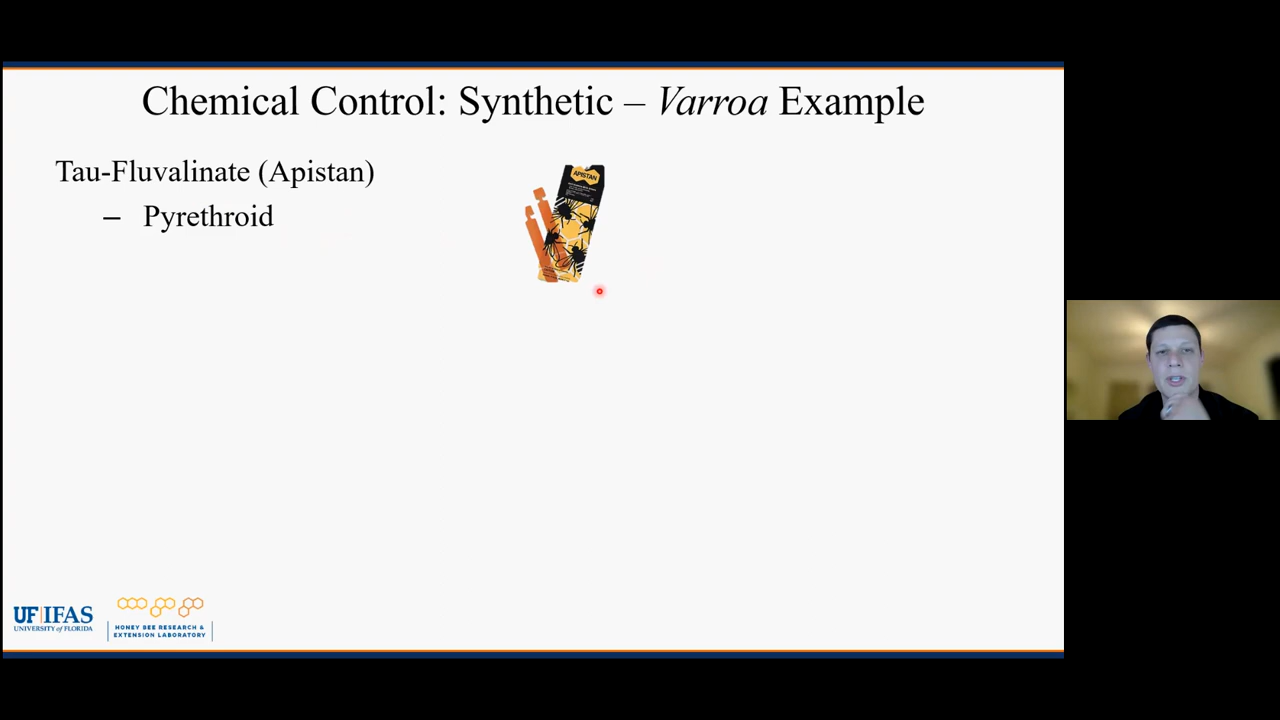 Chemical Control: Synthetic – Varroa Example
Tau-Fluvalinate (Apistan)
– Pyrethroid
APISTAN
UF|IFAS
UNIVERSITY of FLORIDA
HONEY BEE RESEARCH &
EXTENSION LABORATORY